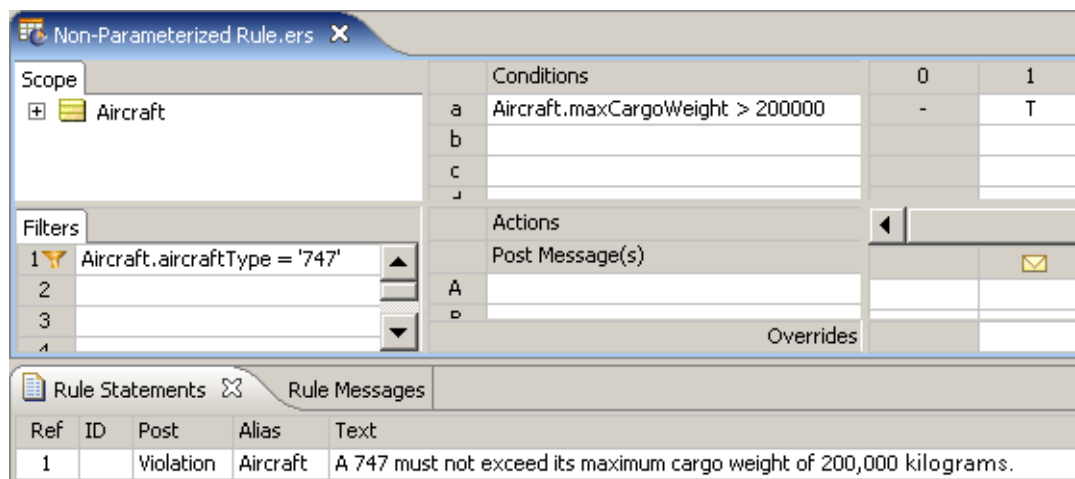 Non-Parameterized Rule.ers
Scope
Aircraft
Conditions 0 1
a Aircraft.maxCargoWeight > 200000 - T
b
c
Filters
1 Aircraft.aircraftType = '747'
2
3
4
Actions
Post Message(s)
A
B
Overrides
Rule Statements Rule Messages
Ref ID Post Alias Text
1 Violation Aircraft A 747 must not exceed its maximum cargo weight of 200,000 kilograms.